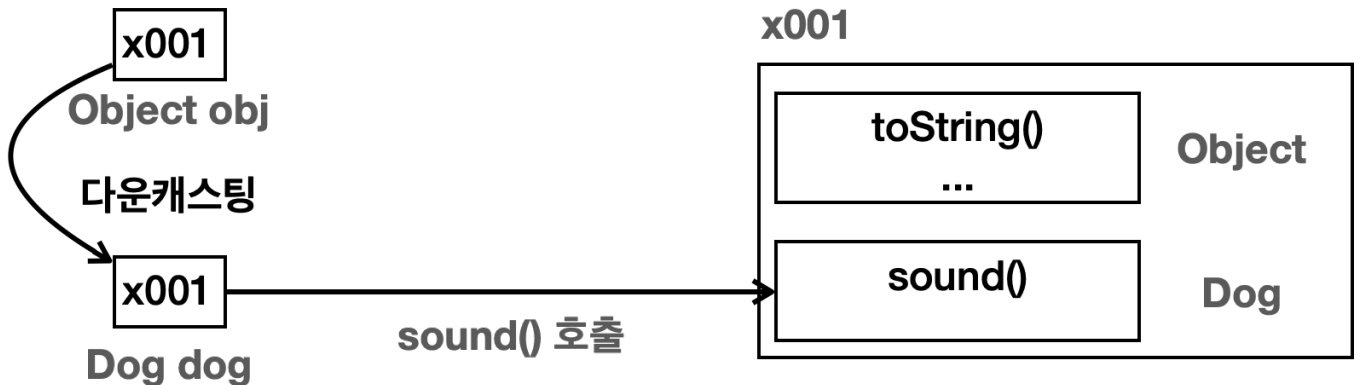 x001
Object obj
다운캐스팅
x001
Dog dog
sound() 호출
x001
toString()
...
Object
sound()
Dog